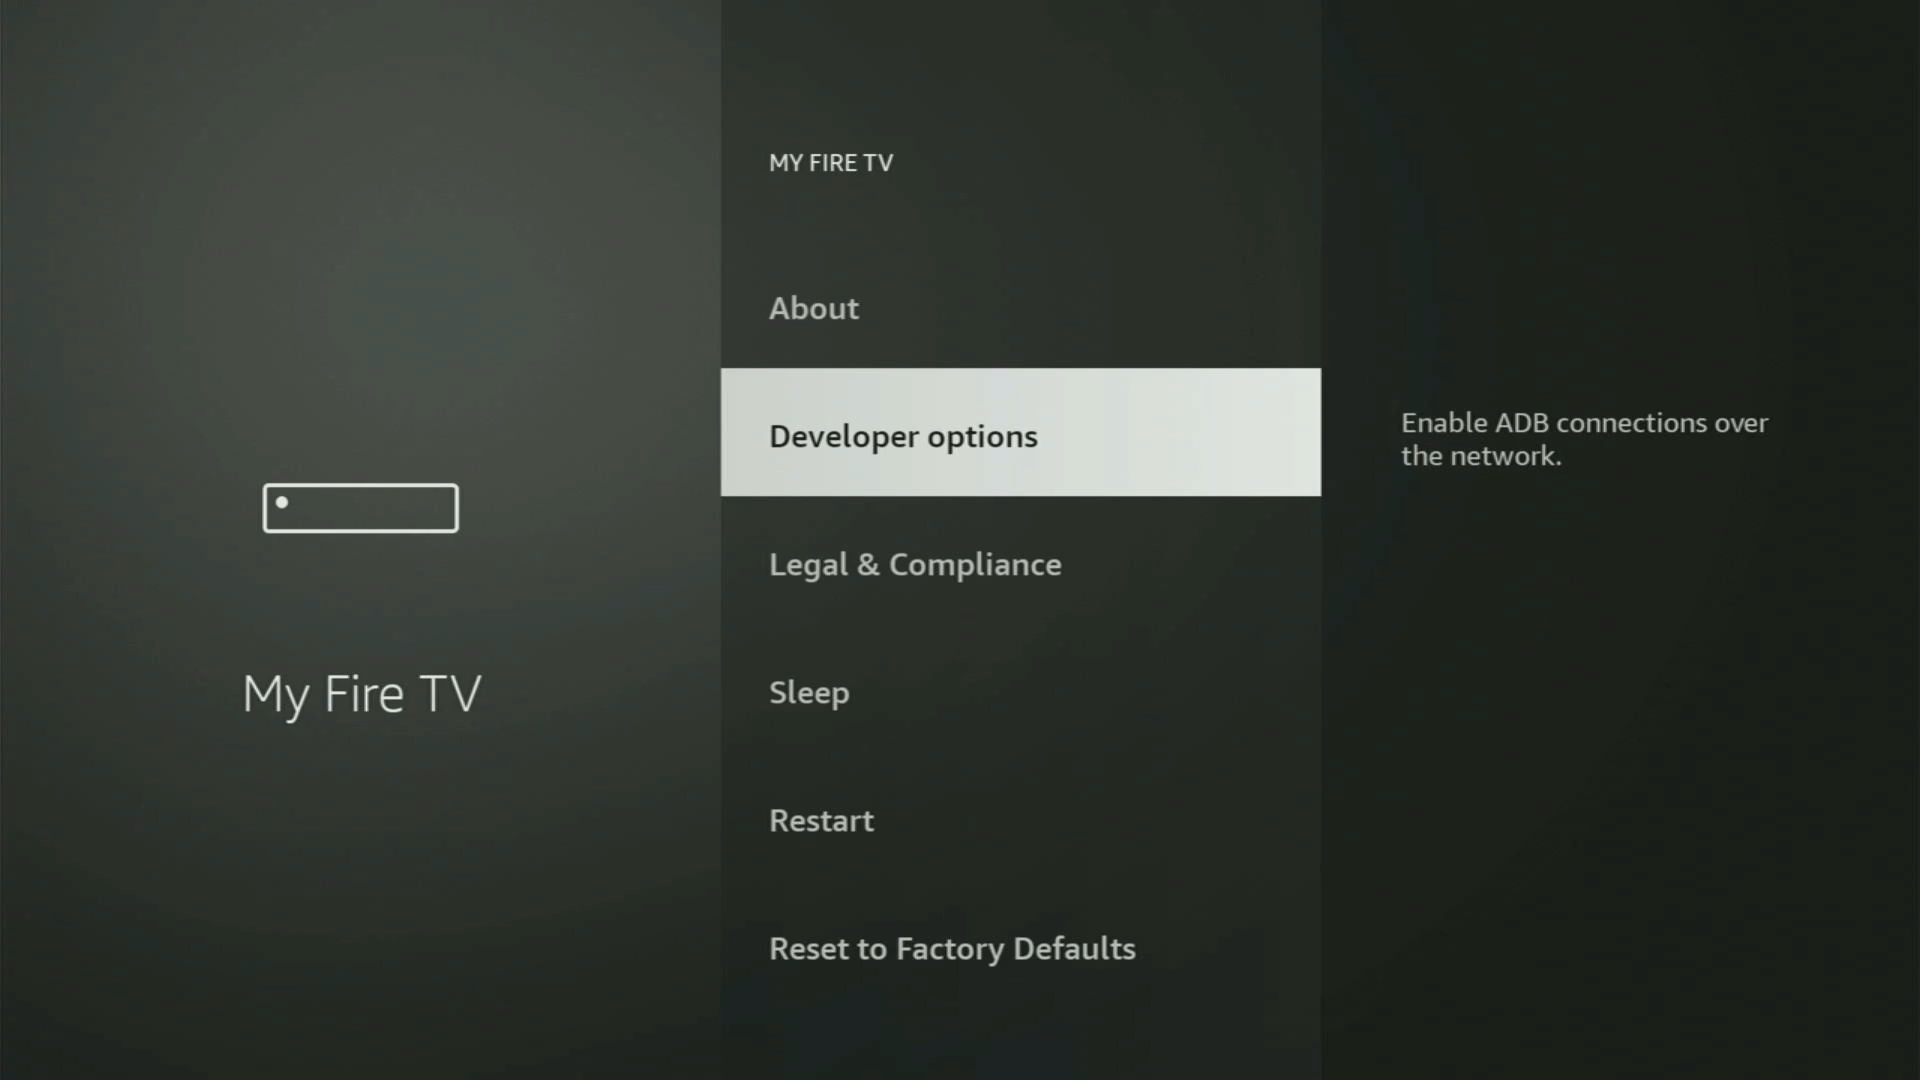 My Fire TV
MY FIRE TV
About
Developer options
Legal & Compliance
Sleep
Restart
Reset to Factory Defaults
Enable ADB connections over
the network.